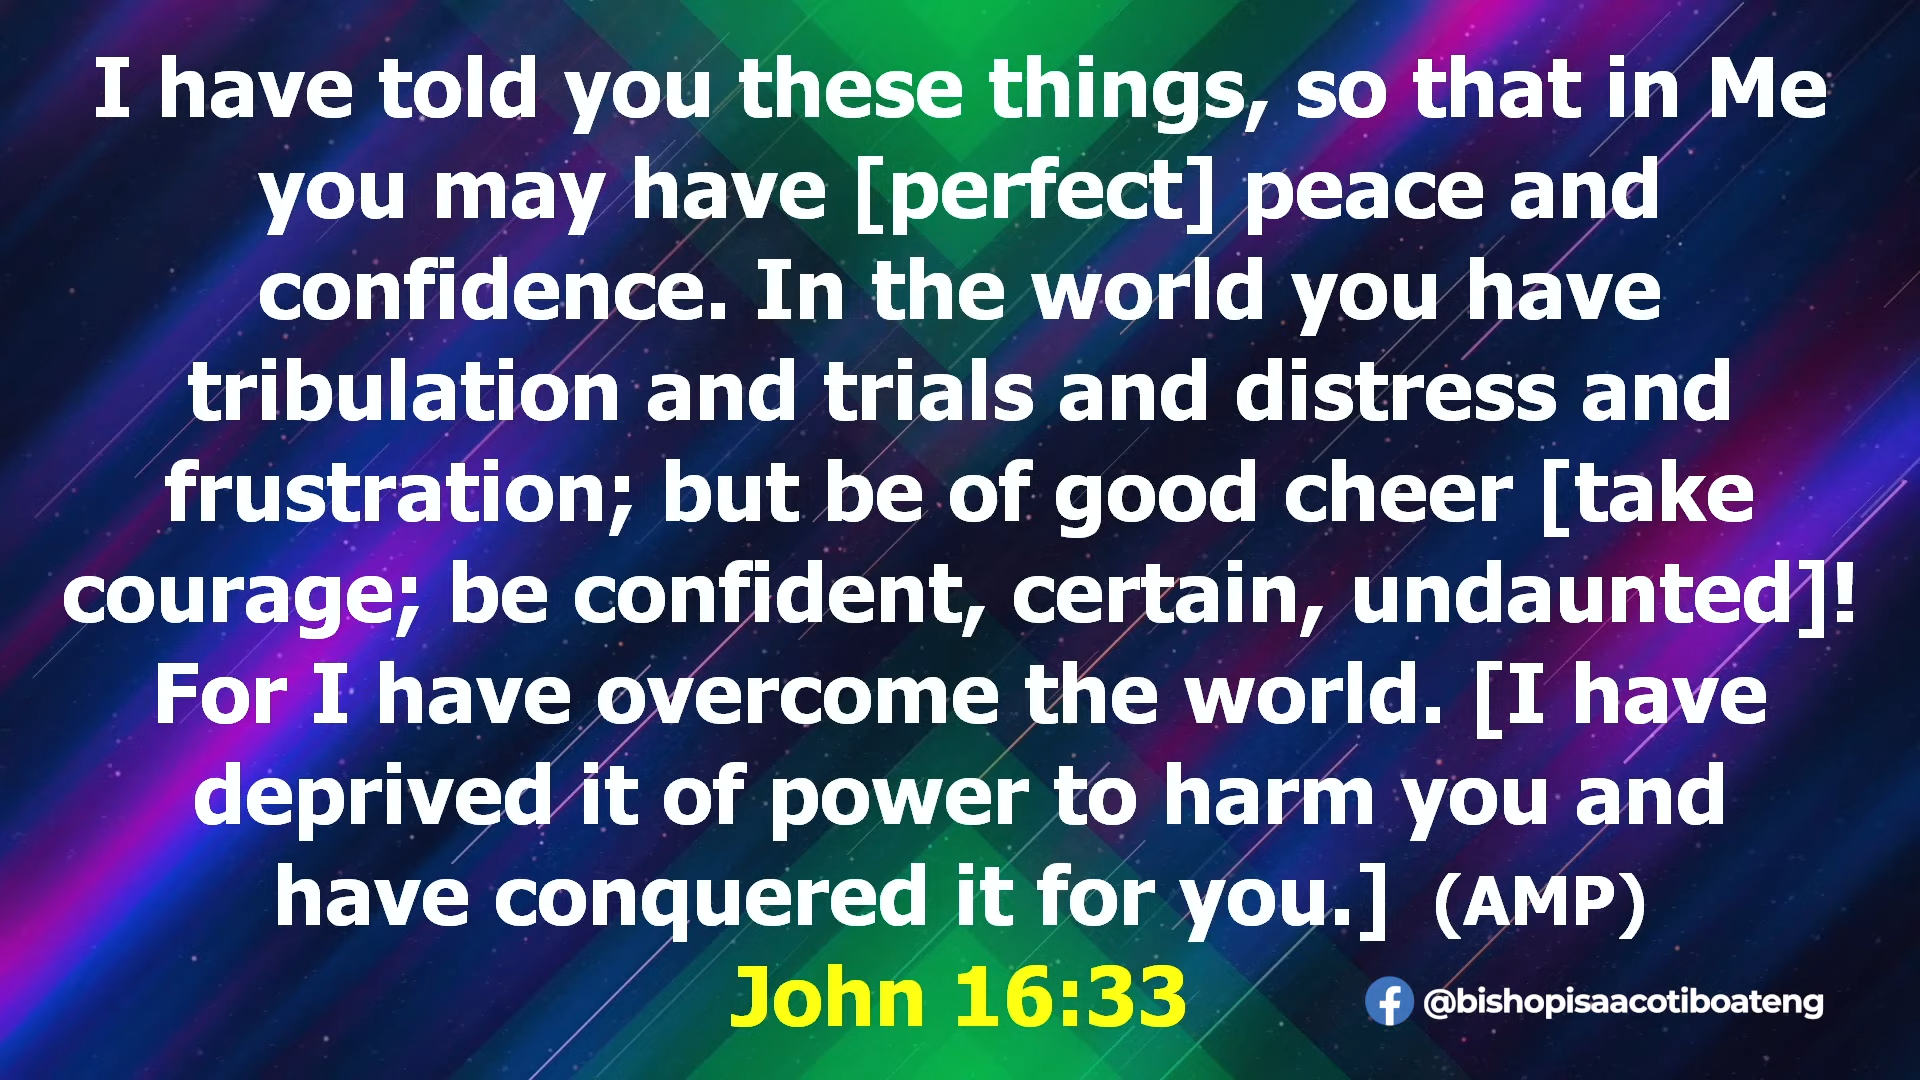 I have told you these things, so that in Me
you may have [perfect] peace and
confidence. In the world you have
tribulation and trials and distress and
frustration; but be of good cheer [take
courage; be confident, certain, undaunted]!
For I have overcome the world. [I have
deprived it of power to harm you and
have conquered it for you.] (AMP)
John 16:33
@bishopisaacotiboateng